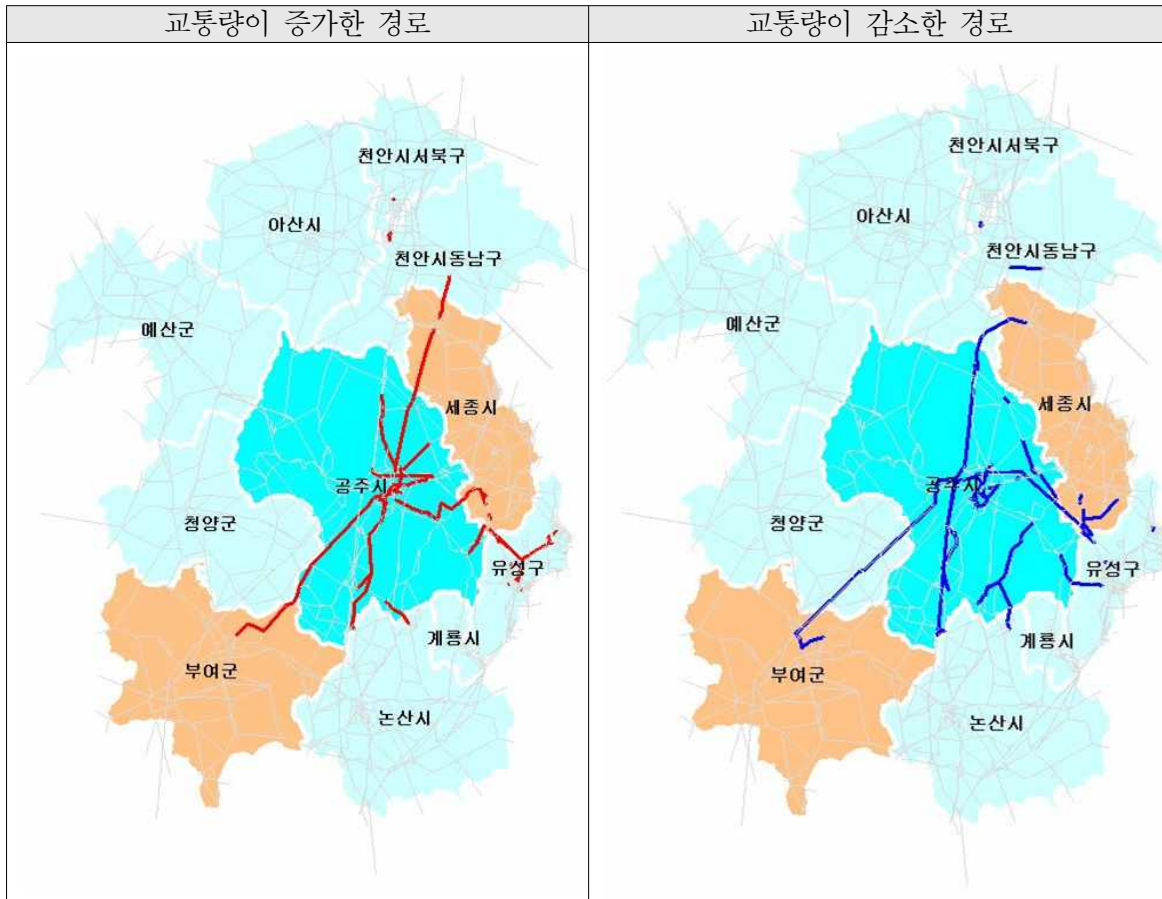 교통량이 증가한 경로
교통량이 감소한 경로
천안시서북구
아산시
천안시동남구
예산군
세종시
공주시
청양군
유성구
계룡시
부여군
논산시
천안시서북구
아산시
천안시동남구
예산군
세종시
공주시
청양군
유성구
계룡시
부여군
논산시